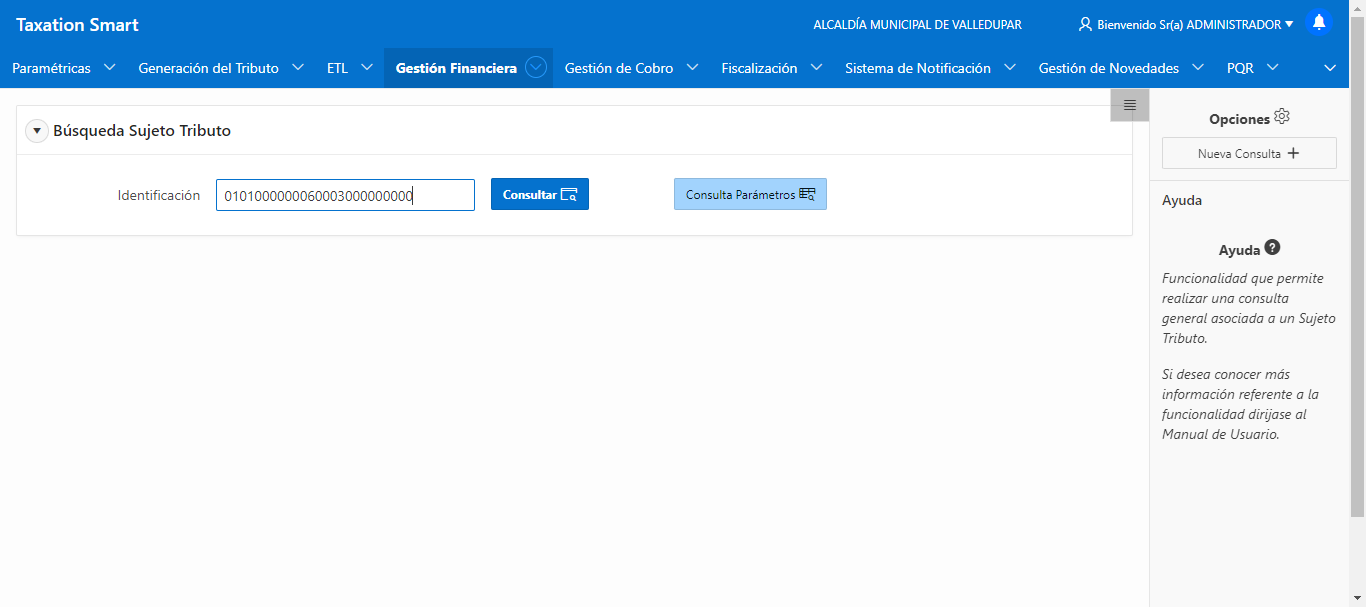 Taxation Smart
ALCALDÍA MUNICIPAL DE VALLEDUPAR
Bienvenido Sr(a) ADMINISTRADOR
Paramétricas
Generación del Tributo
ETL
Gestión Financiera
Gestión de Cobro
Fiscalización
Sistema de Notificación
Gestión de Novedades
PQR
Búsqueda Sujeto Tributo
Identificación
0101000000060003000000000
Consultar
Consulta Parámetros
Opciones
Nueva Consulta
Ayuda
Ayuda
Funcionalidad que permite
realizar una consulta
general asociada a un Sujeto
Tributo.
Si desea conocer más
información referente a la
funcionalidad dirijase al
Manual de Usuario.